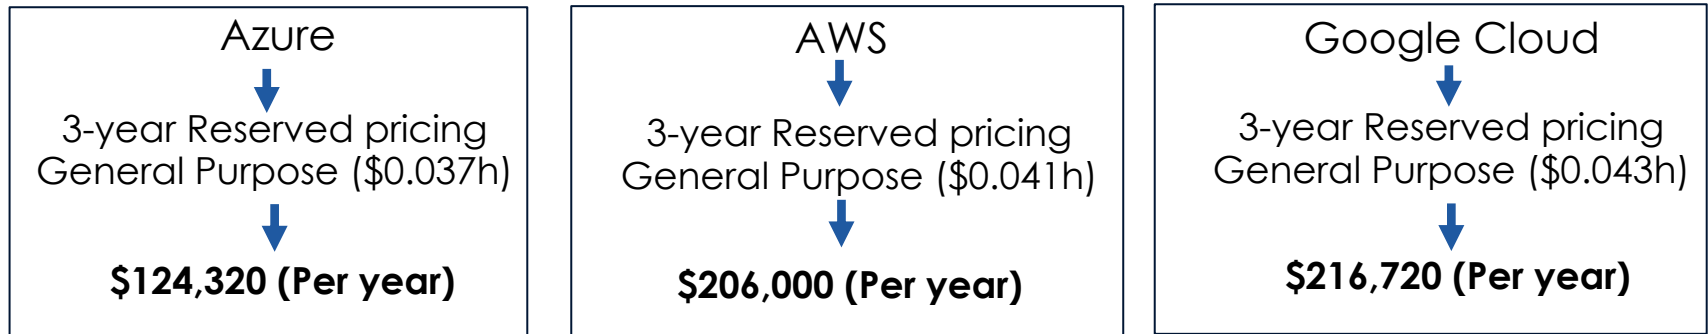 Azure
3-year Reserved pricing
General Purpose ($0.037h)
$124,320 (Per year)
AWS
3-year Reserved pricing
General Purpose ($0.041h)
$206,000 (Per year)
Google Cloud
3-year Reserved pricing
General Purpose ($0.043h)
$216,720 (Per year)